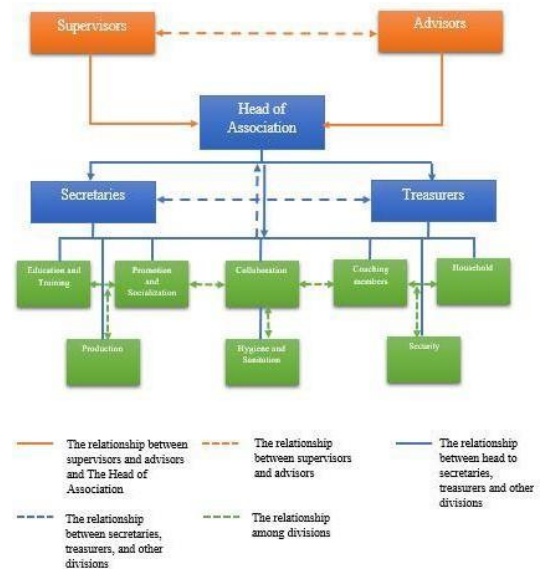 Supervisors
Advisors
Head of
Association
Secretaries
Treasurers
Education and
Training
Promotion
and
Socialization
Collaboration
Coaching
members
Household
Production
Hygiene and
Sanitation
Security
The relationship between
supervisors and advisors
and The Head of
Association
The relationship
between supervisors
and advisors
The relationship
between head to
secretaries,
treasurers and other
divisions
The relationship
between secretaries,
treasurers, and other
divisions
The relationship
among divisions